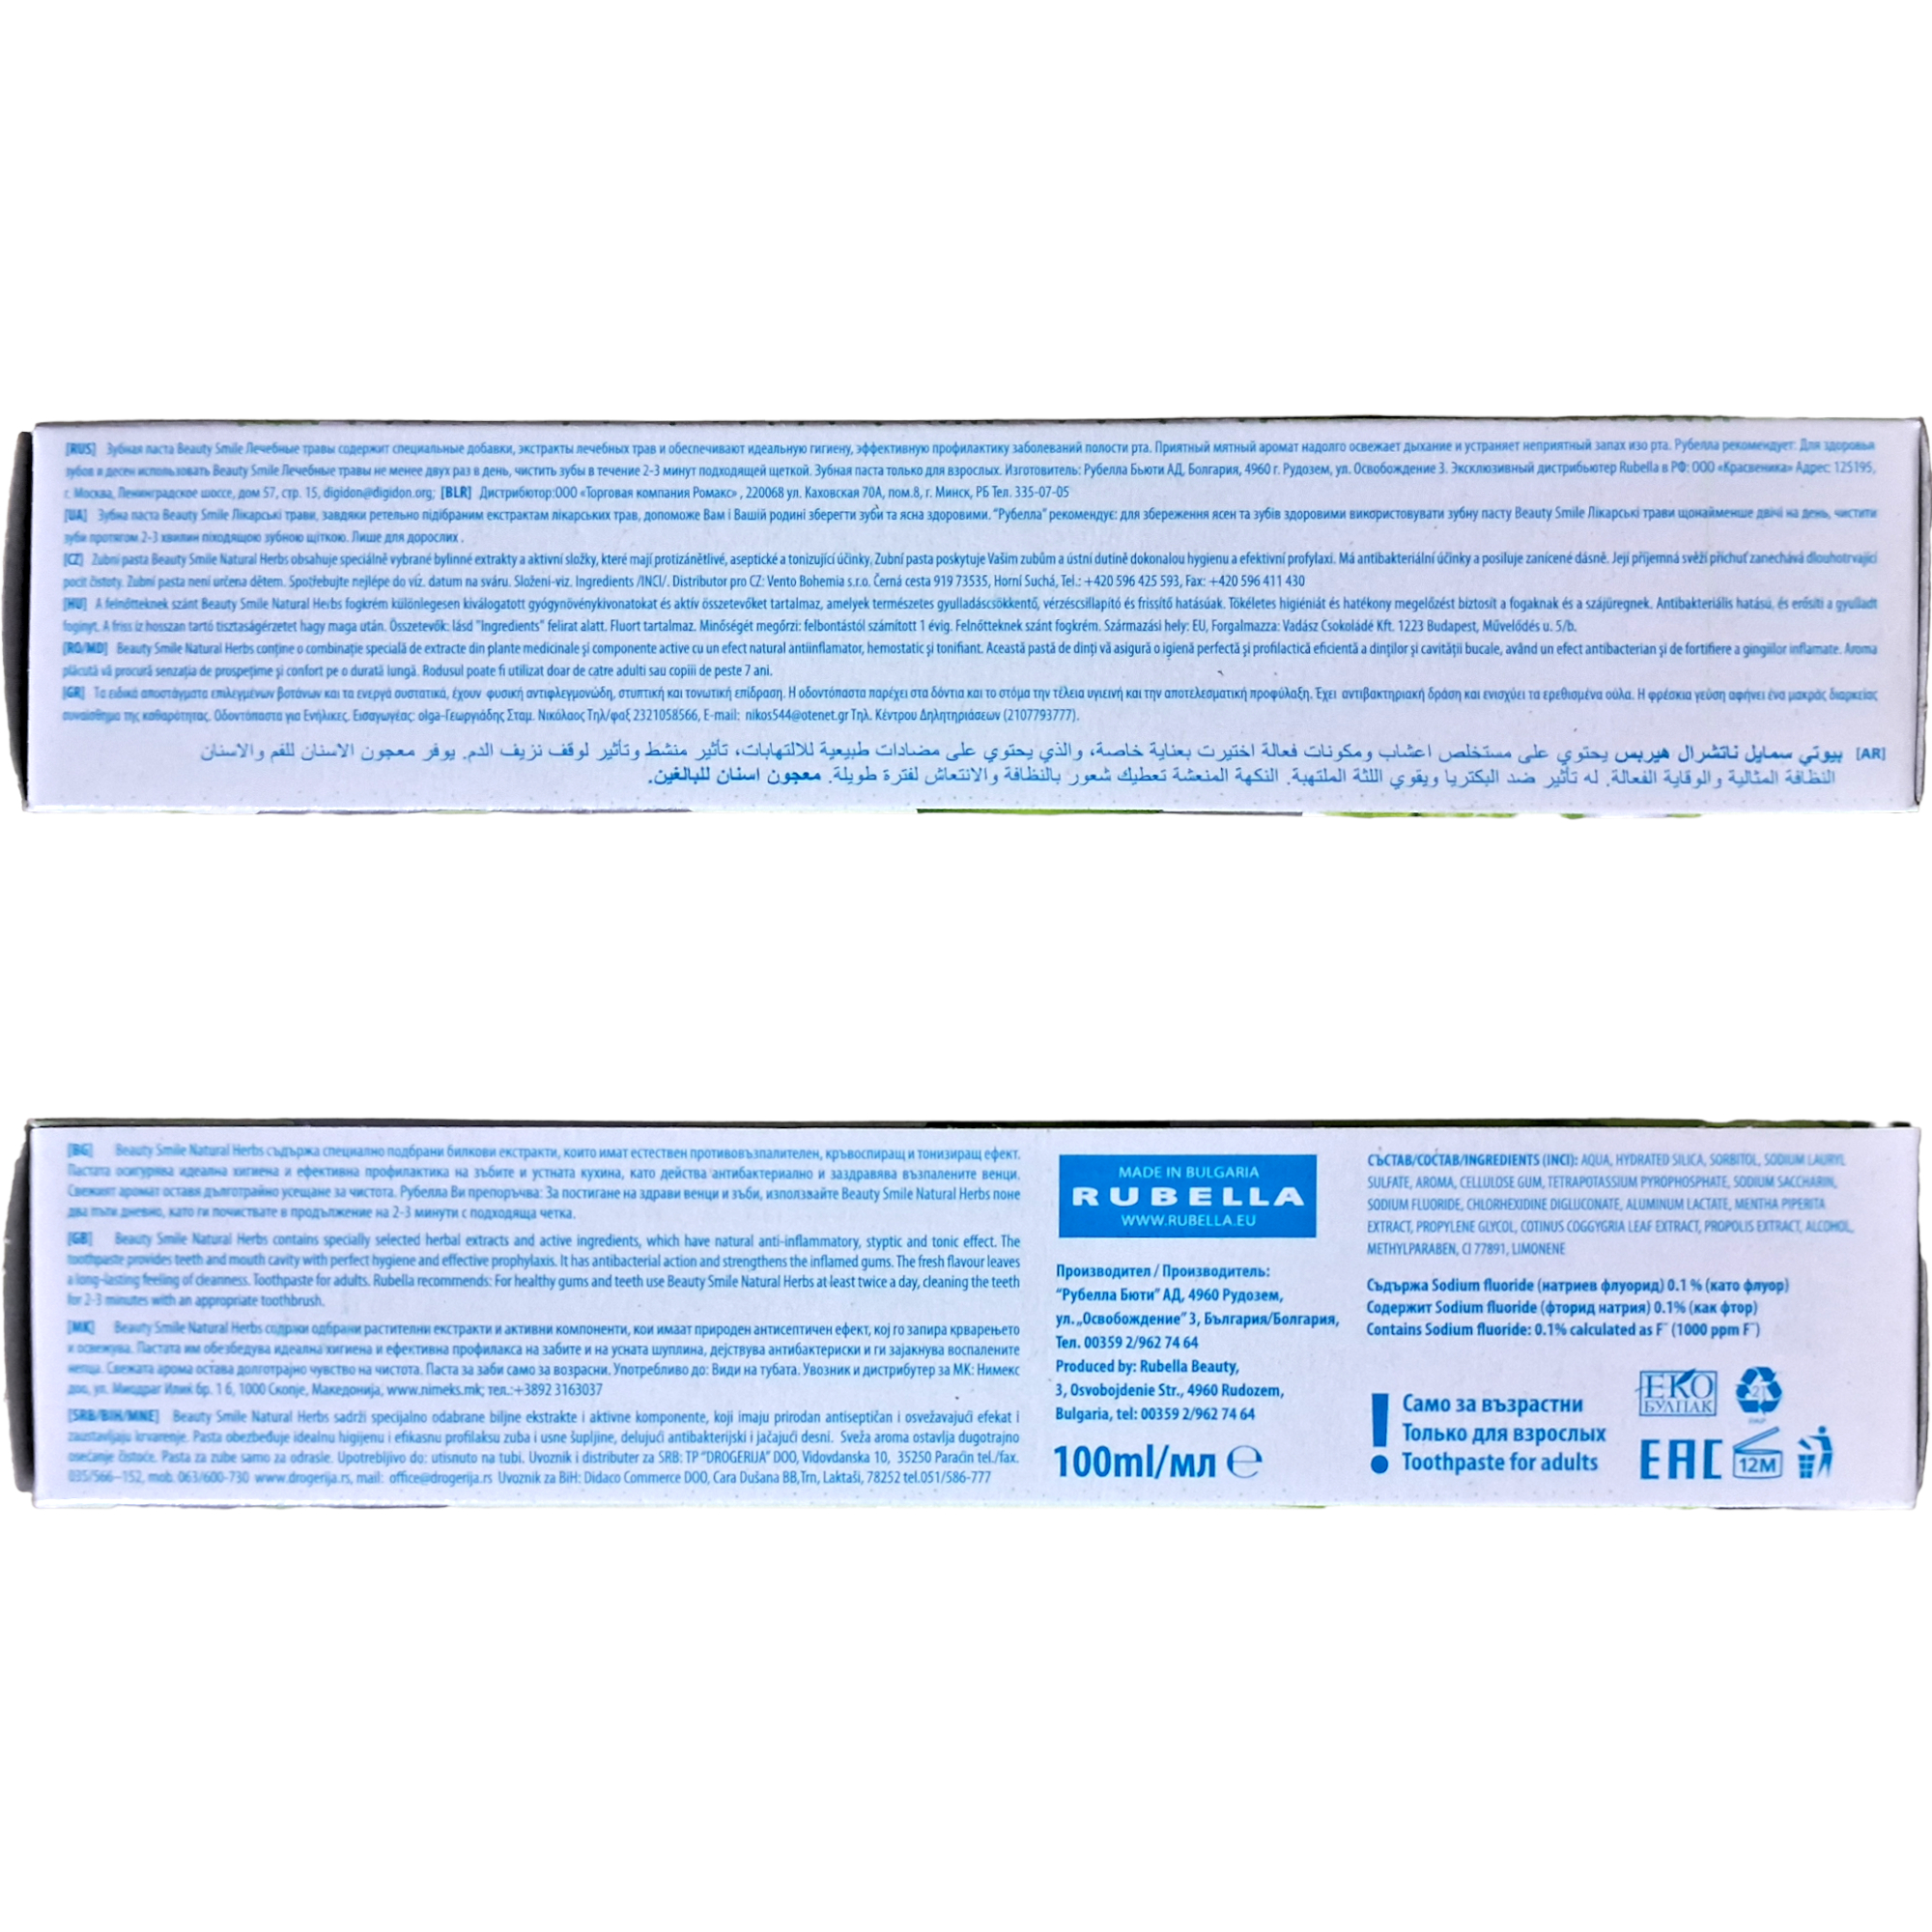 [RUS] Зубная паста Beauty Smile Лечебные травы содержит специальные добавки, экстракты лечебных трав и обеспечивают идеальную гигиену, эффективную профилактику заболеваний полости рта. Приятный мятный аромат надолго освежает дыхание и устраняет неприятный запах изо рта. Рубелла рекомендует: Для здоровья
зубов и десен использовать Beauty Smile Лечебные травы не менее двух раз в день, чистить зубы в течение 2-3 минут подходящей щеткой. Зубная паста только для взрослых. Изготовитель: Рубелла Бьюти АД, Болгария, 4960 г. Рудозем, ул. Освобождение 3. Эксклюзивный дистрибьютер Rubella в РФ: ООО «Красвеника» Адрес: 125195,
г. Москва, Ленинградское шоссе, дом 57, стр. 15, digidon@digidon.org; [BLR] Дистрибютор:ООО «Торговая компания Ромакс» , 220068 ул. Каховская 70А, пом.8, г. Минск, РБ Тел. 335-07-05
[UA] Зубна паста Beauty Smile Лікарські трави, завдяки ретельно підібраним екстрактам лікарських трав, допоможе Вам і Вашій родині зберегти зуби та ясна здоровими. "Рубелла" рекомендує: для збереження ясен та зубів здоровими використовувати зубну пасту Beauty Smile Лікарські трави щонайменше двічі на день, чистити
зуби протягом 2-3 хвилин підходящою зубною щіткою. Лише для дорослих .
[CZ] Zubní pasta Beauty Smile Natural Herbs obsahuje speciálně vybrané bylinné extrakty a aktivní složky, které mají protizánětlivé, aseptické a tonizující účinky, Zubní pasta poskytuje Vašim zubům a ústní dutině dokonalou hygienu a efektivní profylaxi. Má antibakteriální účinky a posiluje zanícené dásně. Její příjemná svěží příchuť zanechává dlouhotrvající
pocit čistoty. Zubní pasta není určena dětem. Spotřebujte nejlépe do viz. datum na sváru. Složeni-viz. Ingredients /INCI/. Distributor pro CZ: Vento Bohemia s.r.o. Černá cesta 919 73535, Horní Suchá, Tel.: +420 596 425 593, Fax: +420 596 411 430
[HU] A felnőtteknek szánt Beauty Smile Natural Herbs fogkrém különlegesen kiválogatott gyógynövénykivonatokat és aktív összetevőket tartalmaz, amelyek természetes gyulladáscsökkentő, vérzéscsillapító és frissítő hatásúak. Tökéletes higiéniát és hatékony megelőzést biztosít a fogaknak és a szájüregnek. Antibakteriális hatású, és erősíti a gyulladt
fogínyt. A friss íz hosszan tartó tisztaságérzetet hagy maga után. Összetevők: lásd "Ingredients" felirat alatt. Fluort tartalmaz. Minőségét megőrzi: felbontástól számított 1 évig. Felnőtteknek szánt fogkrém. Származási hely: EU, Forgalmazza: Vadász Csokoládé Kft. 1223 Budapest, Művelődés u. 5/b.
[RO/MD] Beauty Smile Natural Herbs conține o combinație specială de extracte din plante medicinale și componente active cu un efect natural antiinflamator, hemostatic și tonifiant. Această pastă de dinți vă asigură o igienă perfectă și profilactică eficientă a dinților și cavității bucale, având un efect antibacterian și de fortifiere a gingiilor inflamate. Aroma
plăcută vă procură senzația de prospețime și confort pe o durată lungă. Rodusul poate fi utilizat doar de catre adulti sau copiii de peste 7 ani.
[GR] Τα ειδικά αποστάγματα επιλεγμένων βοτάνων και τα ενεργά συστατικά, έχουν φυσική αντιφλεγμονώδη, στυπτική και τονωτική επίδραση. Η οδοντόπαστα παρέχει στα δόντια και το στόμα την τέλεια υγιεινή και την αποτελεσματική προφύλαξη. Έχει αντιβακτηριακή δράση και ενισχύει τα ερεθισμένα ούλα. Η φρέσκια γεύση αφήνει ένα μακράς διαρκείας
συναίσθημα της καθαρότητας. Οδοντόπαστα για Ενήλικες. Εισαγωγέας: olga-Γεωργιάδης Σταμ. Νικόλαος Τηλ/φαξ 2321058566, E-mail: nikos544@otenet.gr Τηλ. Κέντρου Δηλητηριάσεων (2107793777).
[AR] بيوتي سمايل ناتشرال هيربس يحتوي على مستخلص اعشاب ومكونات فعالة اختيرت بعناية خاصة، والذي يحتوي على مضادات طبيعية للالتهابات، تأثير منشط وتأثير لوقف نزيف الدم. يوفر معجون الاسنان للفم والاسنان
النظافة المثالية والوقاية الفعالة. له تأثير ضد البكتريا ويقوي اللثة الملتهبة. النكهة المنعشة تعطيك شعور بالنظافة والانتعاش لفترة طويلة. معجون اسنان للبالغين.
[BG] Beauty Smile Natural Herbs съдържа специално подбрани билкови екстракти, които имат естествен противовъзпалителен, кръвоспиращ и тонизиращ ефект.
Пастата осигурява идеална хигиена и ефективна профилактика на зъбите и устната кухина, като действа антибактериално и заздравява възпалените венци.
Свежият аромат оставя дълготрайно усещане за чистота. Рубелла Ви препоръчва: За постигане на здрави венци и зъби, използвайте Beauty Smile Natural Herbs поне
два пъти дневно, като ги почиствате в продължение на 2-3 минути с подходяща четка.
[GB] Beauty Smile Natural Herbs contains specially selected herbal extracts and active ingredients, which have natural anti-inflammatory, styptic and tonic effect. The
toothpaste provides teeth and mouth cavity with perfect hygiene and effective prophylaxis. It has antibacterial action and strengthens the inflamed gums. The fresh flavour leaves
a long-lasting feeling of cleanness. Toothpaste for adults. Rubella recommends: For healthy gums and teeth use Beauty Smile Natural Herbs at least twice a day, cleaning the teeth
for 2-3 minutes with an appropriate toothbrush.
[MK] Beauty Smile Natural Herbs содржи одбрани растителни екстракти и активни компоненти, кои имаат природен антисептичен ефект, кој го запира крварењето
и освежува. Пастата им обезбедува идеална хигиена и ефективна профилакса на забите и на усната шуплина, дејствува антибактериски и ги зајакнува воспалените
непца. Свежата арома остава долготрајно чувство на чистота. Паста за заби само за возрасни. Употребливо до: Види на тубата. Увозник и дистрибутер за МК: Нимекс
доо, ул. Миодраг Илиќ бр. 1 6, 1000 Скопје, Македонија, www.nimeks.mk; тел.:+3892 3163037
[SRB/BIH/MNE] Beauty Smile Natural Herbs sadrži specijalno odabrane biljne ekstrakte i aktivne komponente, koji imaju prirodan antiseptičan i osvežavajući efekat i
zaustavljaju krvarenje. Pasta obezbeđuje idealnu higijenu i efikasnu profilaksu zuba i usne šupljine, delujući antibakterijski i jačajući desni. Sveža aroma ostavlja dugotrajno
osećanje čistoće. Pasta za zube samo za odrasle. Upotrebljivo do: utisnuto na tubi. Uvoznik i distributer za SRB: TP "DROGERIJA" DOO, Vidovdanska 10, 35250 Paraćin tel./fax.
035/566--152, mob. 063/600-730 www.drogerija.rs, mail: office@drogerija.rs Uvoznik za BiH: Didaco Commerce DOO, Cara Dušana BB,Trn, Laktaši, 78252 tel.051/586-777
MADE IN BULGARIA
RUBELLA
WWW.RUBELLA.EU
Производител / Производитель:
"Рубелла Бюти" АД, 4960 Рудозем,
ул.„Освобождение" 3, България/Болгария,
Тел. 00359 2/962 74 64
Produced by: Rubella Beauty,
3, Osvobojdenie Str., 4960 Rudozem,
Bulgaria, tel: 00359 2/962 74 64
100ml/мл ℮
СЪСТАВ/СОСТАВ/INGREDIENTS (INCI): AQUA, HYDRATED SILICA, SORBITOL, SODIUM LAURYL
SULFATE, AROMA, CELLULOSE GUM, TETRAPOTASSIUM PYROPHOSPHATE, SODIUM SACCHARIN,
SODIUM FLUORIDE, CHLORHEXIDINE DIGLUCONATE, ALUMINUM LACTATE, MENTHA PIPERITA
EXTRACT, PROPYLENE GLYCOL, COTINUS COGGYGRIA LEAF EXTRACT, PROPOLIS EXTRACT, ALCOHOL,
METHYLPARABEN, CI 77891, LIMONENE
Съдържа Sodium fluoride (натриев флуорид) 0.1 % (като флуор)
Содержит Sodium fluoride (фторид натрия) 0.1% (как фтор)
Contains Sodium fluoride: 0.1% calculated as F⁻ (1000 ppm F⁻)
! Само за възрастни
Только для взрослых
Toothpaste for adults
ЕКО
БУЛПАК
21
EAC
12M